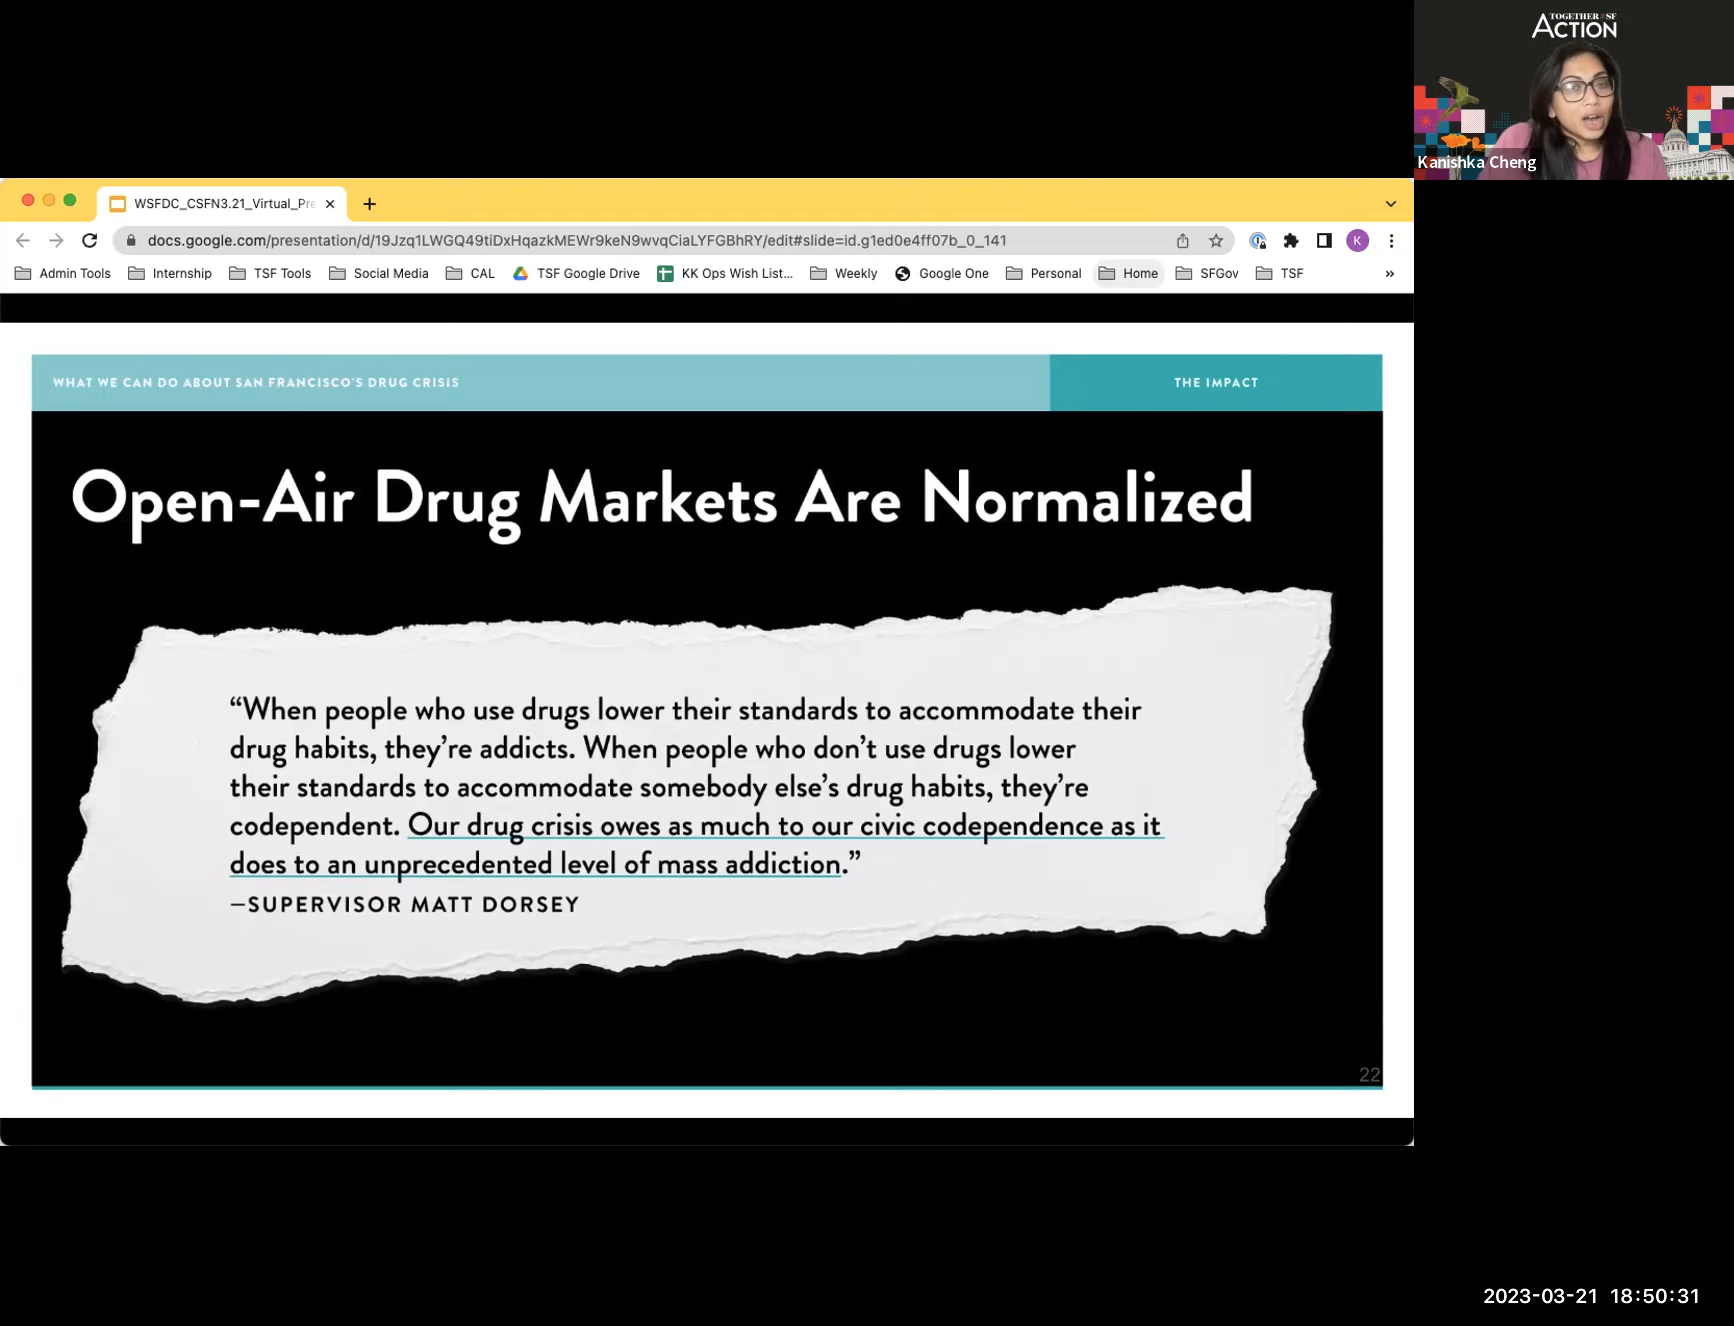 TOGETHER SF
ACTION
Kanishka Cheng
WSFDC_CSFN3.21_Virtual_Pre
docs.google.com/presentation/d/19Jzq1LWGQ49tiDxHqazkMEWr9keN9wvqCiaLYFGBhRY/edit#slide=id.g1ed0e4ff07b_0_141
K
Admin Tools Internship TSF Tools Social Media CAL TSF Google Drive KK Ops Wish List... Weekly Google One Personal Home SFGov TSF »
WHAT WE CAN DO ABOUT SAN FRANCISCO'S DRUG CRISIS
THE IMPACT
Open-Air Drug Markets Are Normalized
“When people who use drugs lower their standards to accommodate their
drug habits, they’re addicts. When people who don’t use drugs lower
their standards to accommodate somebody else’s drug habits, they’re
codependent. Our drug crisis owes as much to our civic codependence as it
does to an unprecedented level of mass addiction.”
—SUPERVISOR MATT DORSEY
22
2023-03-21 18:50:31